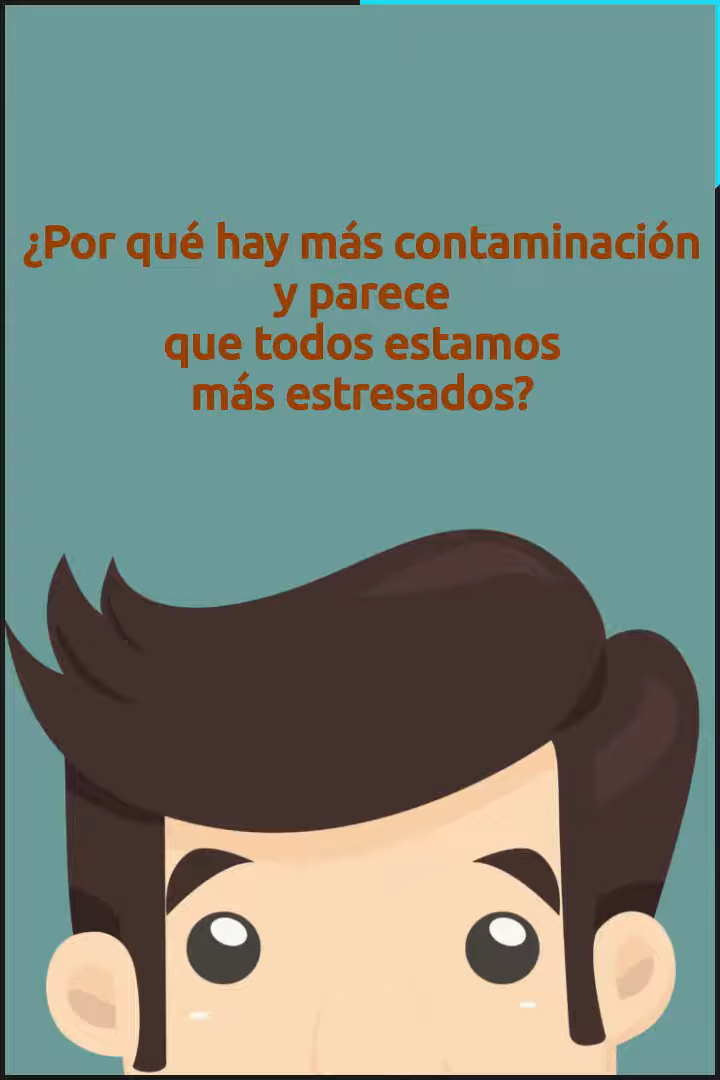 ¿Por qué hay más contaminación
y parece
que todos estamos
más estresados?